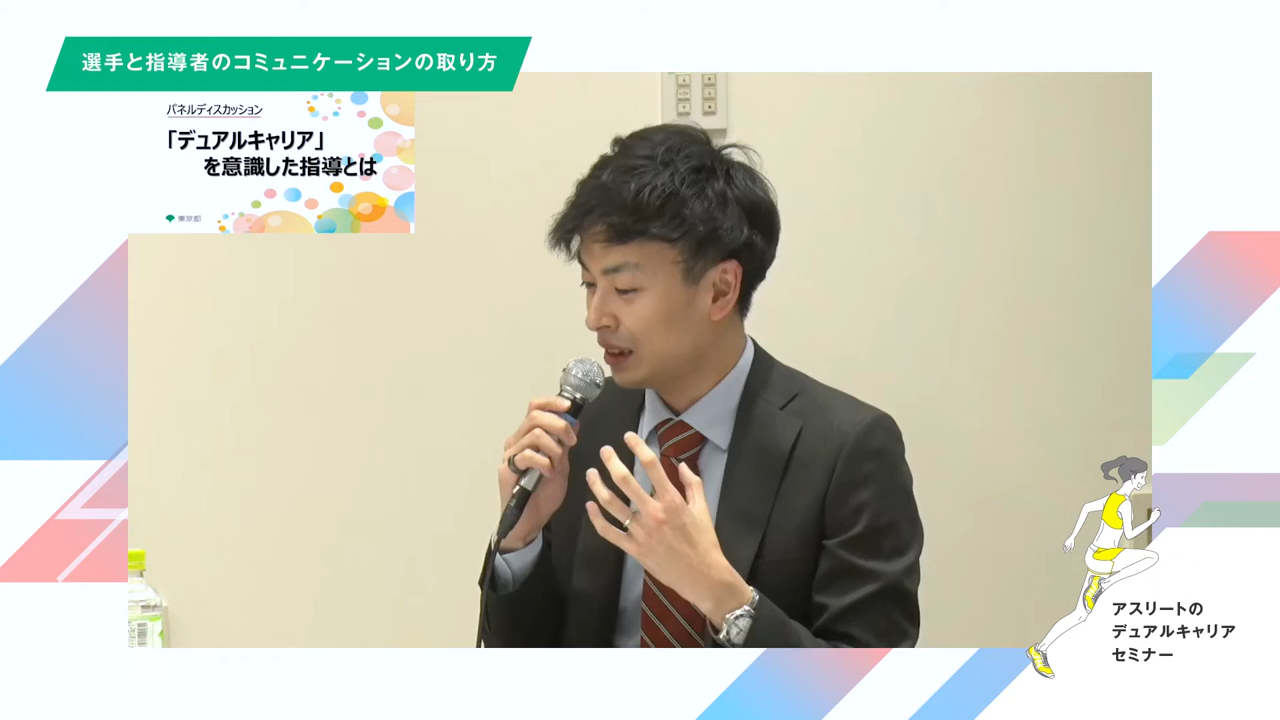 選手と指導者のコミュニケーションの取り方
パネルディスカッション
「デュアルキャリア」
を意識した指導とは
東京都
アスリートの
デュアルキャリア
セミナー